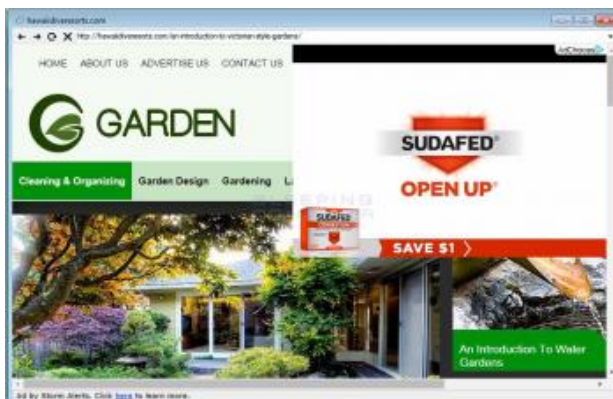 hawaiidiveresorts.com
http://hawaiidiveresorts.com/an-introduction-to-victorian-style-gardens/
AdChoices
HOME ABOUT US ADVERTISE US CONTACT US
GARDEN
SUDAFED®
OPEN UP®
Cleaning & Organizing Garden Design Gardening
SUDAFED
SAVE $1
An Introduction To Water
Gardens
Ad by Storm Alerts. Click here to learn more.